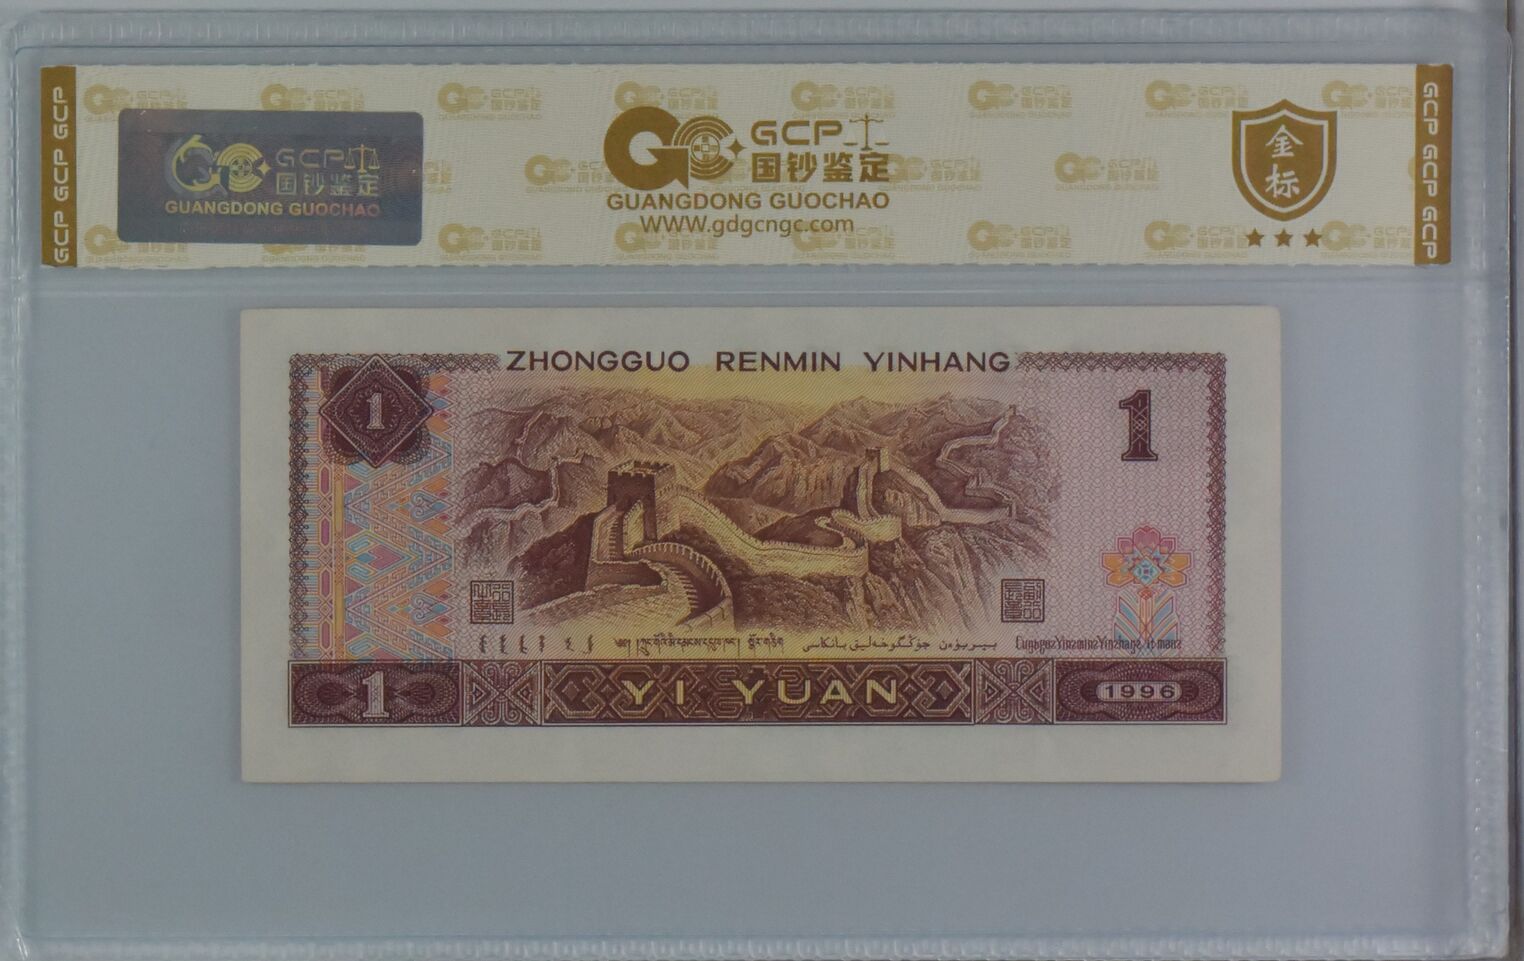 GCP GCP GCP
GCP
国钞鉴定
GUANGDONG GUOCHAO
GCP
国钞鉴定
GUANGDONG GUOCHAO
WWW.gdgcngc.com
金标
GCP GCP GCP
ZHONGGUO RENMIN YINHANG
1
1
1
YI YUAN
1996